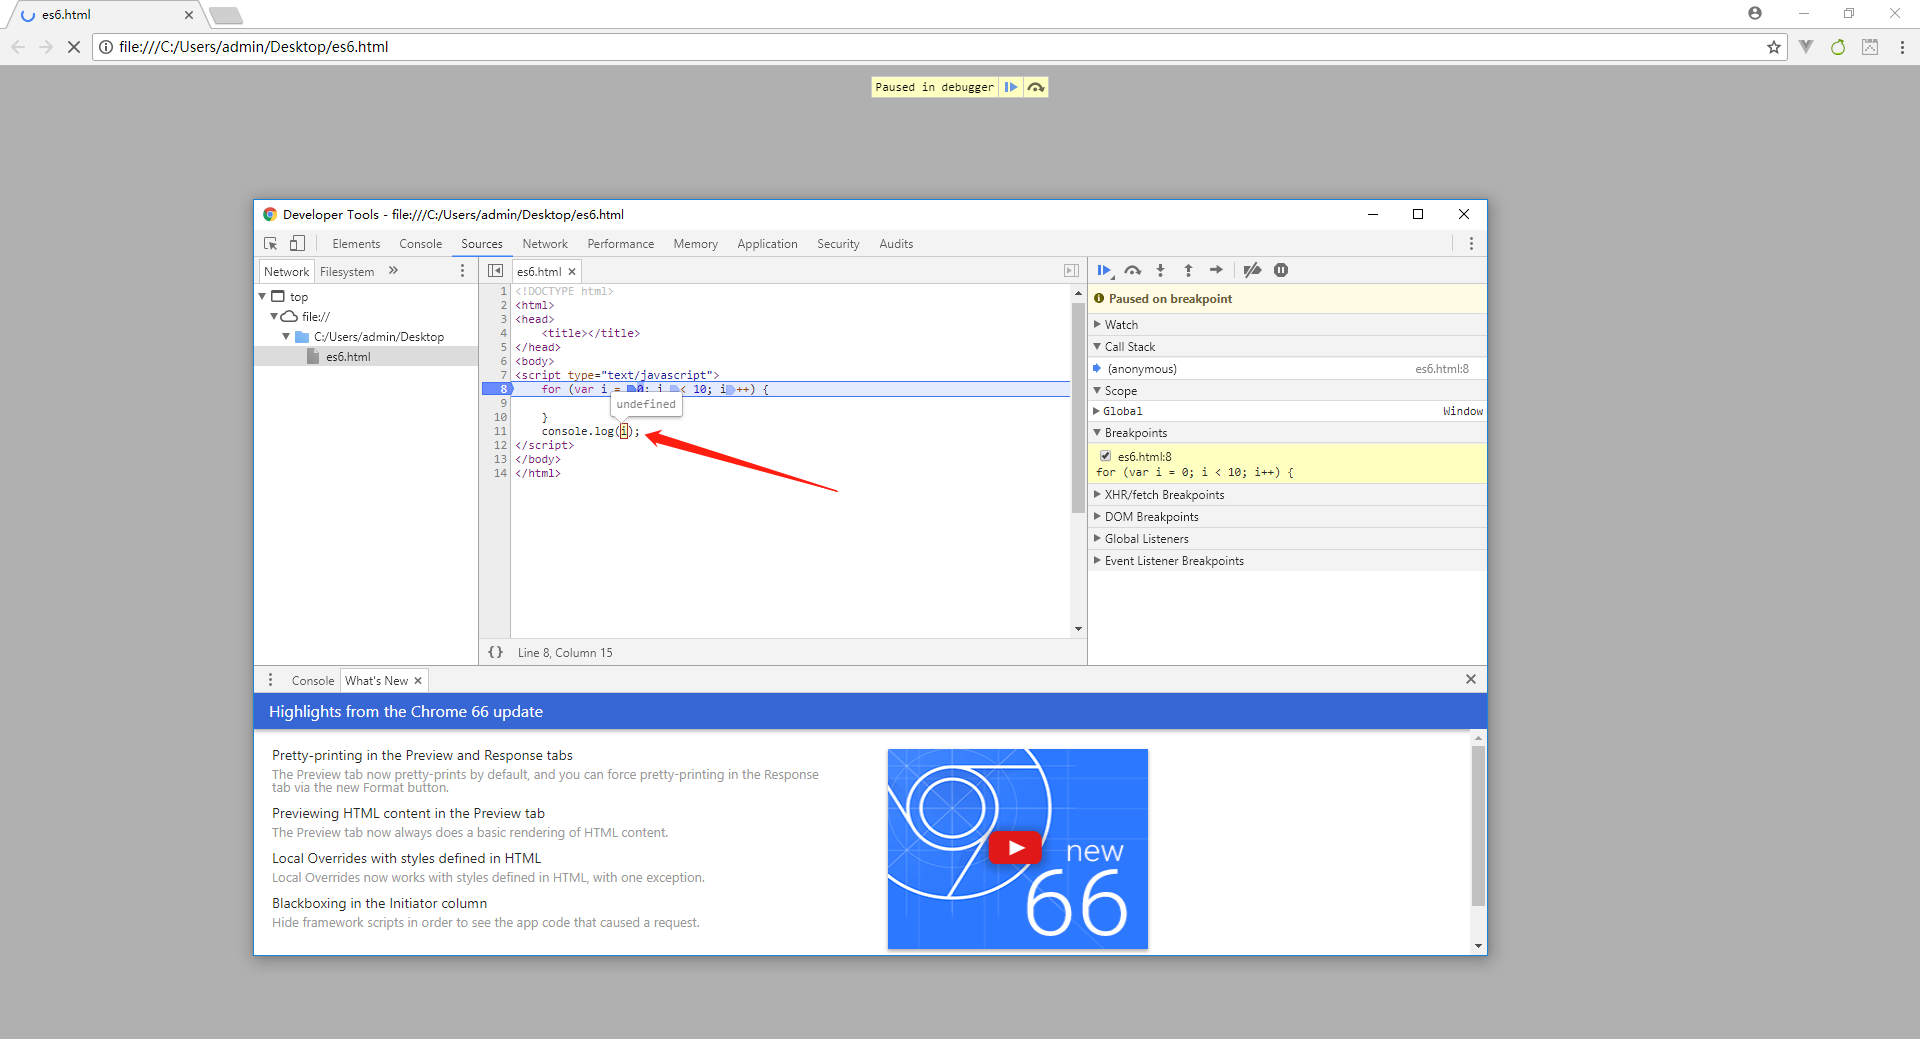 es6.html
file:///C:/Users/admin/Desktop/es6.html
Paused in debugger
Developer Tools - file:///C:/Users/admin/Desktop/es6.html
Elements Console Sources Network Performance Memory Application Security Audits
Network Filesystem »
top
file://
C:/Users/admin/Desktop
es6.html
es6.html
1 <!DOCTYPE html>
2 <html>
3 <head>
4 <title></title>
5 </head>
6 <body>
7 <script type="text/javascript">
8 for (var i = 0; i < 10; i++) {
undefined
9
10 }
11 console.log(i);
12 </script>
13 </body>
14 </html>
{} Line 8, Column 15
Paused on breakpoint
Watch
Call Stack
(anonymous) es6.html:8
Scope
Global Window
Breakpoints
es6.html:8
for (var i = 0; i < 10; i++) {
XHR/fetch Breakpoints
DOM Breakpoints
Global Listeners
Event Listener Breakpoints
Console What's New
Highlights from the Chrome 66 update
Pretty-printing in the Preview and Response tabs
The Preview tab now pretty-prints by default, and you can force pretty-printing in the Response
tab via the new Format button.
Previewing HTML content in the Preview tab
The Preview tab now always does a basic rendering of HTML content.
Local Overrides with styles defined in HTML
Local Overrides now works with styles defined in HTML, with one exception.
Blackboxing in the Initiator column
Hide framework scripts in order to see the app code that caused a request.
new
66